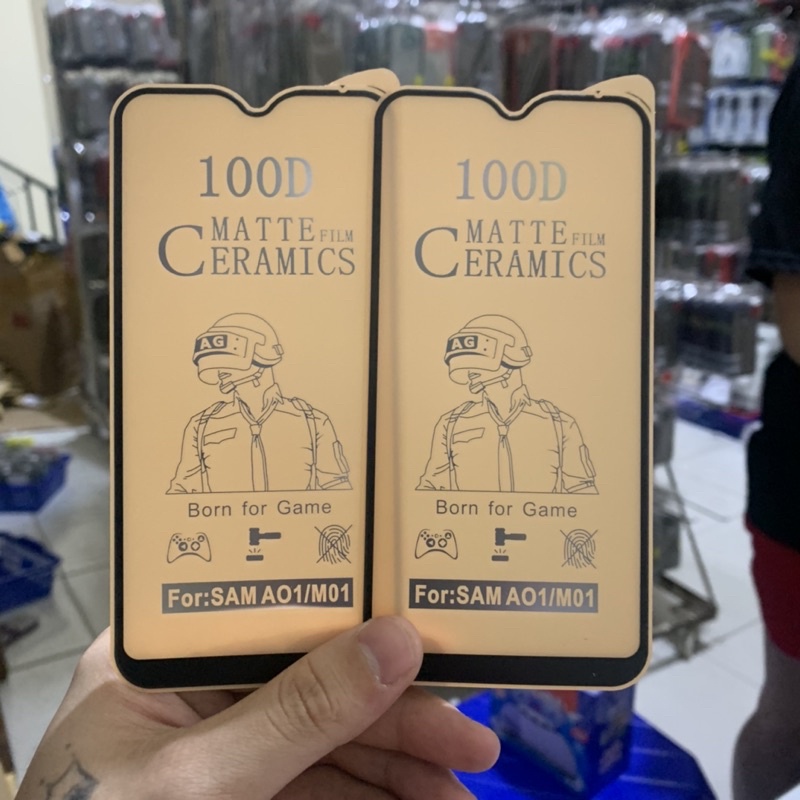 100D
MATTE FILM
CERAMICS
AG
Born for Game
For:SAM AO1/M01
100D
MATTE FILM
CERAMICS
AG
Born for Game
For:SAM AO1/M01